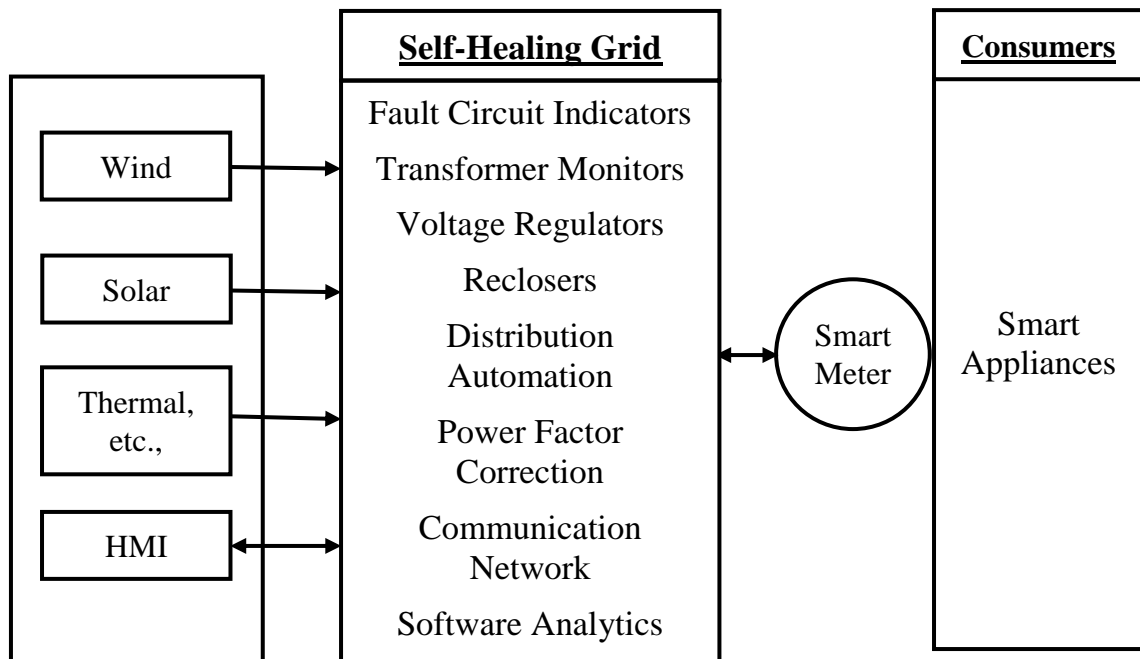 Wind
Solar
Thermal,
etc.,
HMI
Self-Healing Grid
Fault Circuit Indicators
Transformer Monitors
Voltage Regulators
Reclosers
Distribution
Automation
Power Factor
Correction
Communication
Network
Software Analytics
Smart
Meter
Consumers
Smart
Appliances